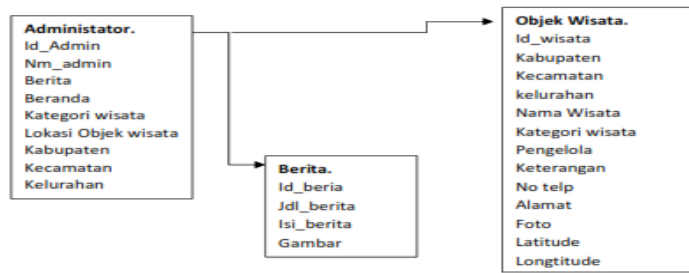 Administator.
Id_Admin
Nm_admin
Berita
Beranda
Kategori wisata
Lokasi Objek wisata
Kabupaten
Kecamatan
Kelurahan
Berita.
Id_beria
Jdl_berita
Isi_berita
Gambar
Objek Wisata.
Id_wisata
Kabupaten
Kecamatan
kelurahan
Nama Wisata
Kategori wisata
Pengelola
Keterangan
No telp
Alamat
Foto
Latitude
Longtitude